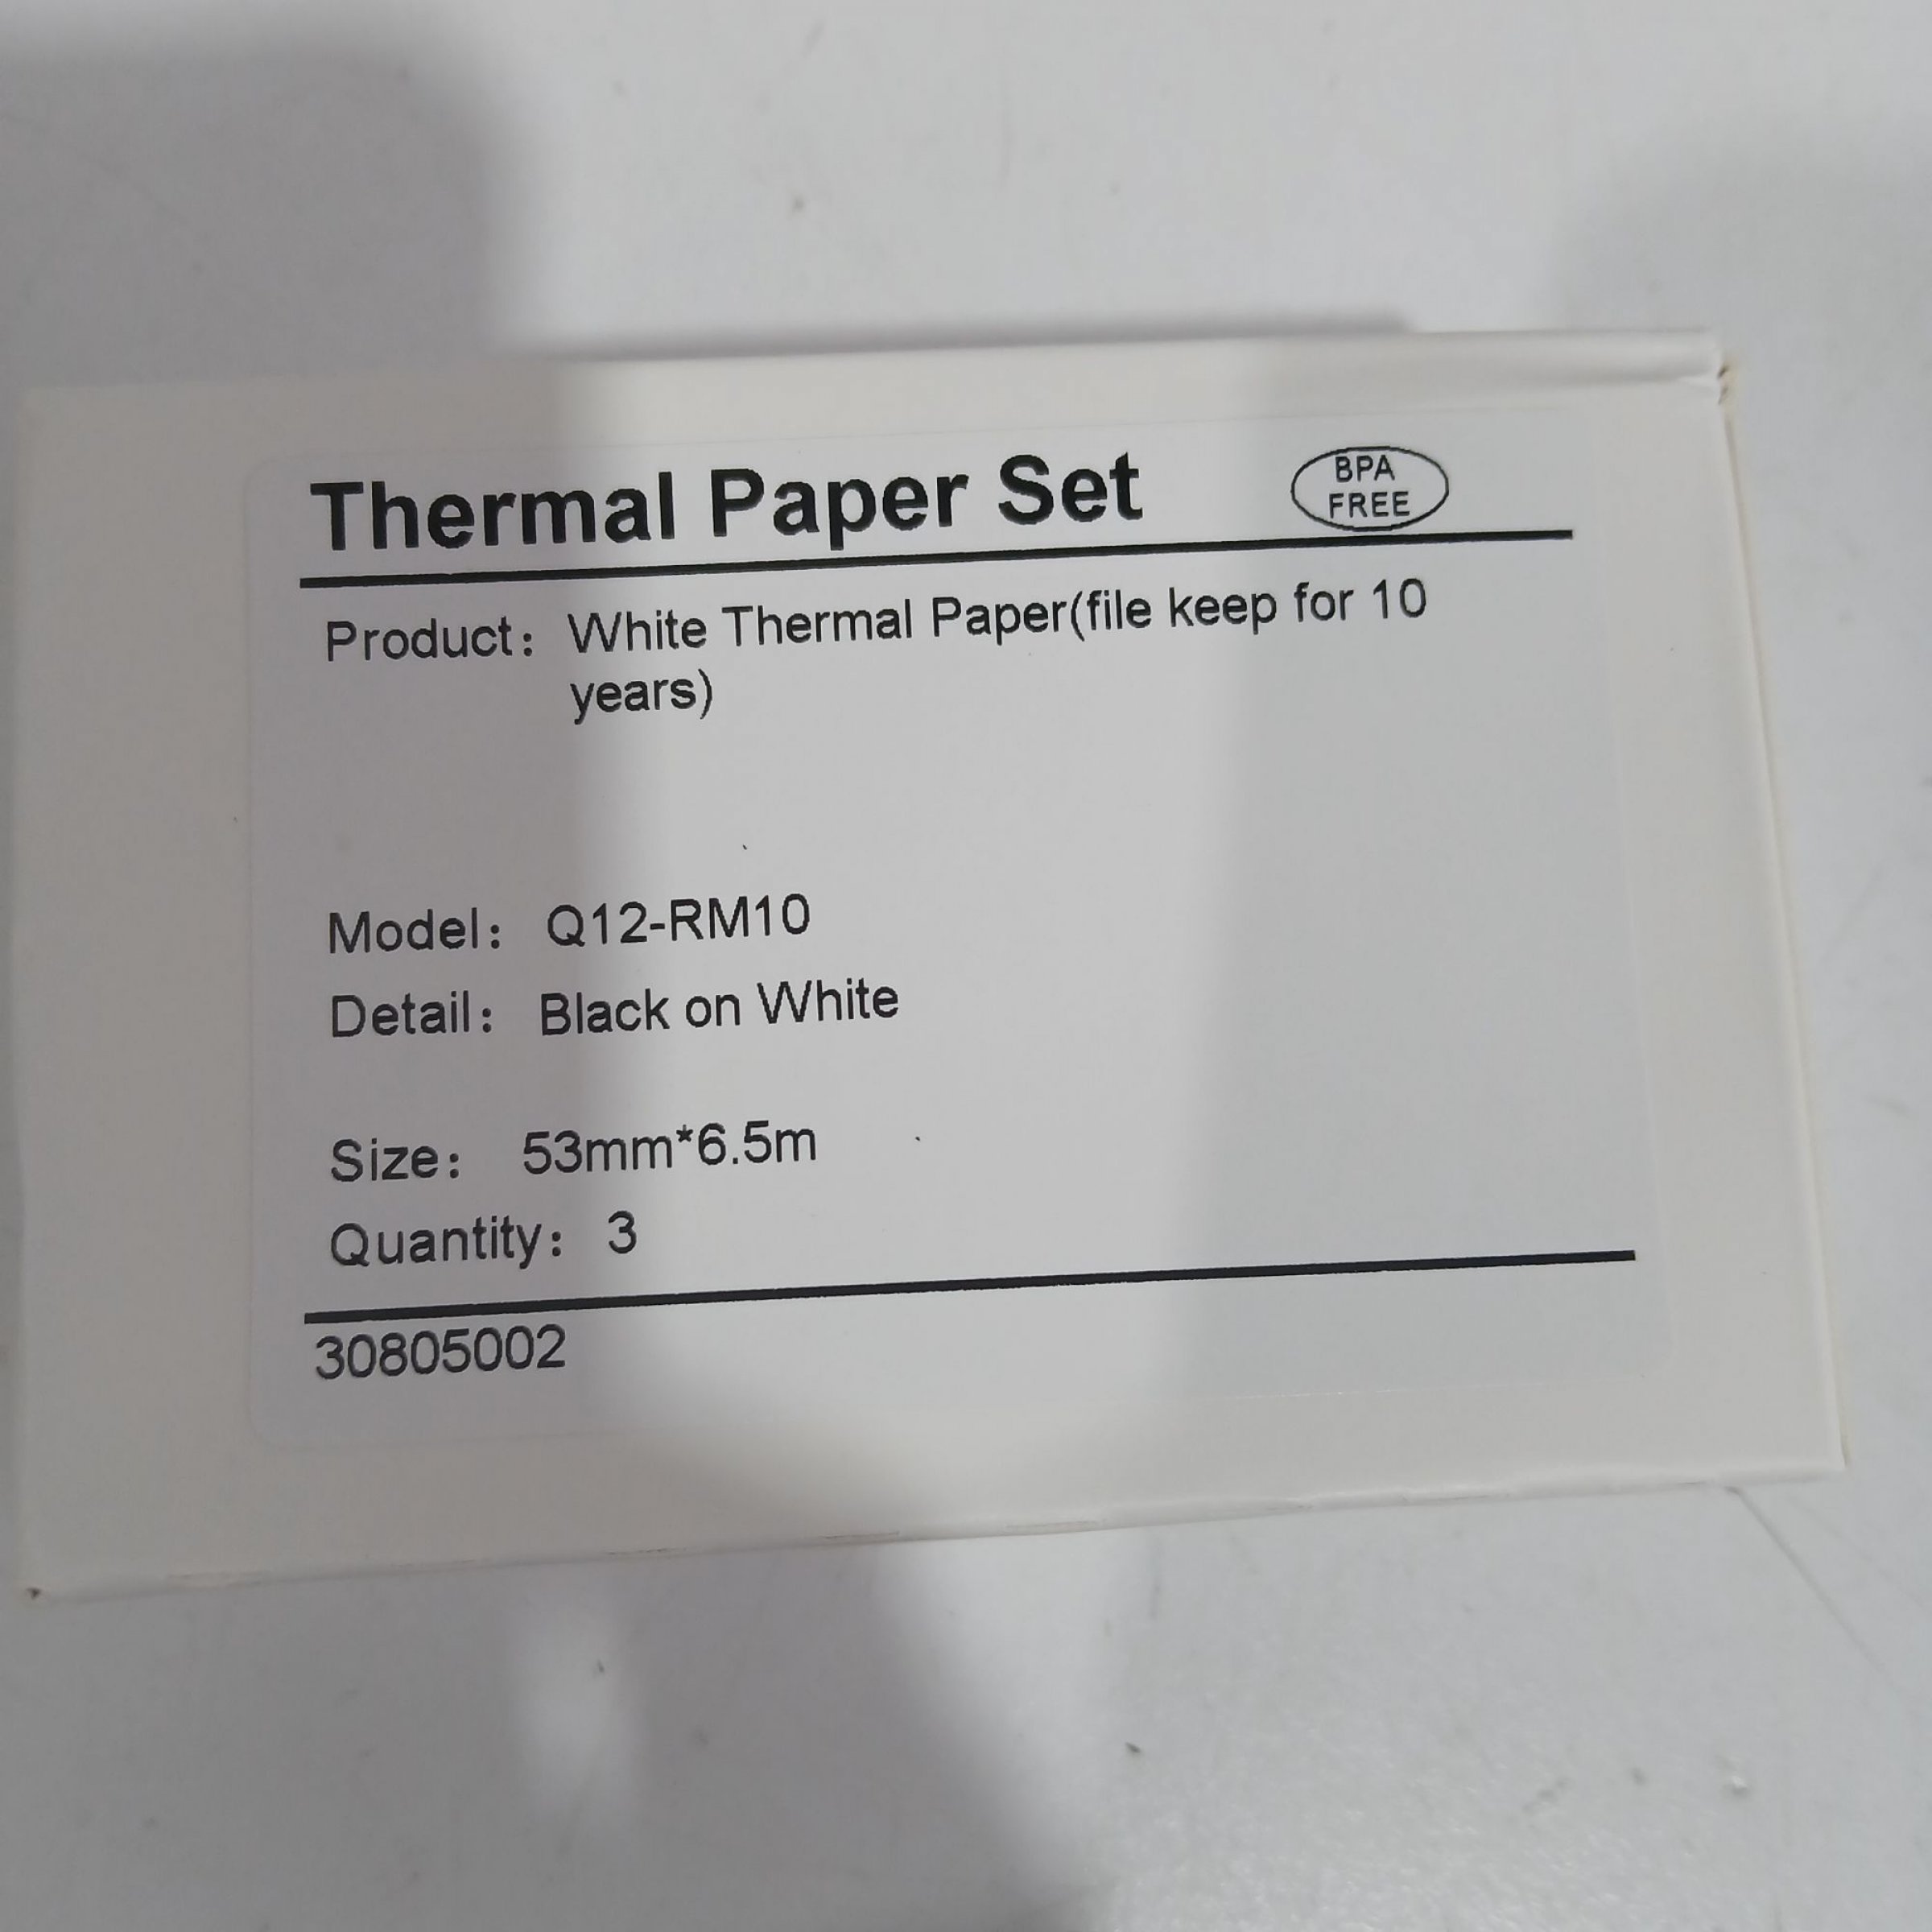 Thermal Paper Set
BPA
FREE
Product: White Thermal Paper(file keep for 10
years)
Model: Q12-RM10
Detail: Black on White
Size: 53mm*6.5m
Quantity: 3
30805002